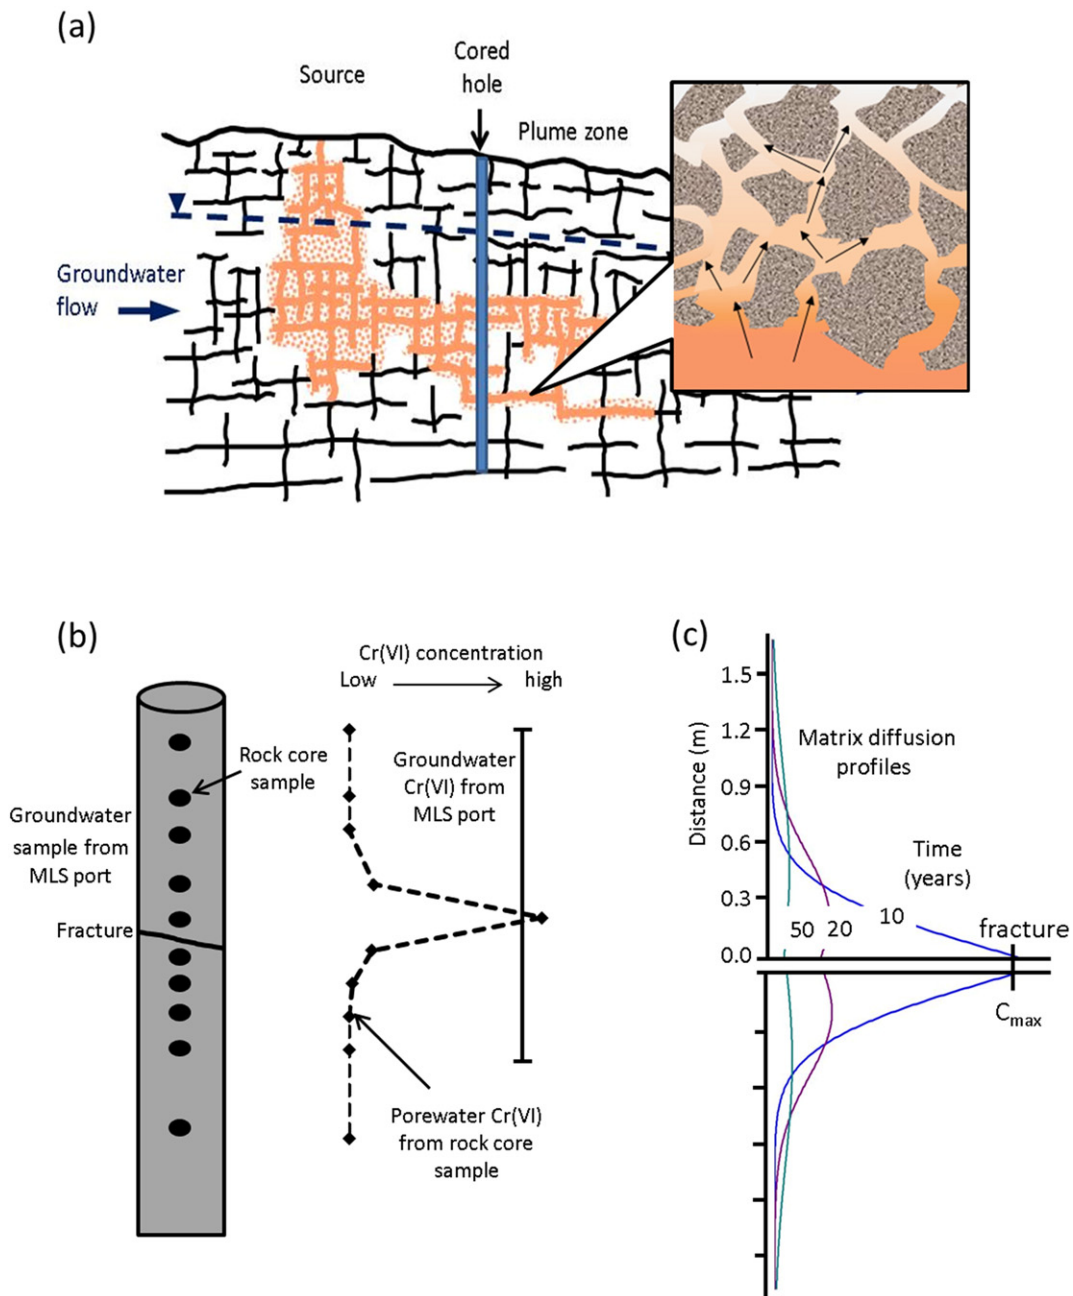 (a)
Source
Cored
hole
Plume zone
Groundwater
flow
(b)
Cr(VI) concentration
Low
high
Rock core
sample
Groundwater
sample from
MLS port
Fracture
Groundwater
Cr(VI) from
MLS port
Porewater Cr(VI)
from rock core
sample
(c)
Distance (m)
1.5
1.2
0.9
0.6
0.3
0.0
Matrix diffusion
profiles
Time
(years)
50 20 10
fracture
Cmax